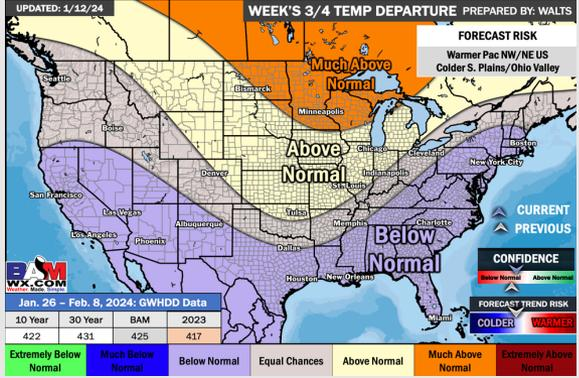 UPDATED: 1/12/24
WEEK'S 3/4 TEMP DEPARTURE
PREPARED BY: WALTS
FORECAST RISK
Warmer Pac NW/NE US
Colder S. Plains/Ohio Valley
Much Above
Normal
Seattle
Bismarck
Minneapolis
Boise
Above
Normal
Chicago
Cleveland
Boston
New York City
Denver
St. Louis
Indianapolis
San Francisco
Las Vegas
Tulsa
Memphis
Charlotte
Los Angeles
Phoenix
Albuquerque
Dallas
Below
Normal
CURRENT
PREVIOUS
Houston
New Orleans
Miami
CONFIDENCE
Below Normal
Above Normal
FORECAST TREND RISK
COLDER
WARMER
BAM
WX.COM
Weather. Made. Simple.
Jan. 26 – Feb. 8, 2024: GWHDD Data
10 Year 30 Year BAM 2023
422 431 425 417
Extremely Below
Normal
Much Below
Normal
Below Normal
Equal Chances
Above Normal
Much Above
Normal
Extremely Above
Normal